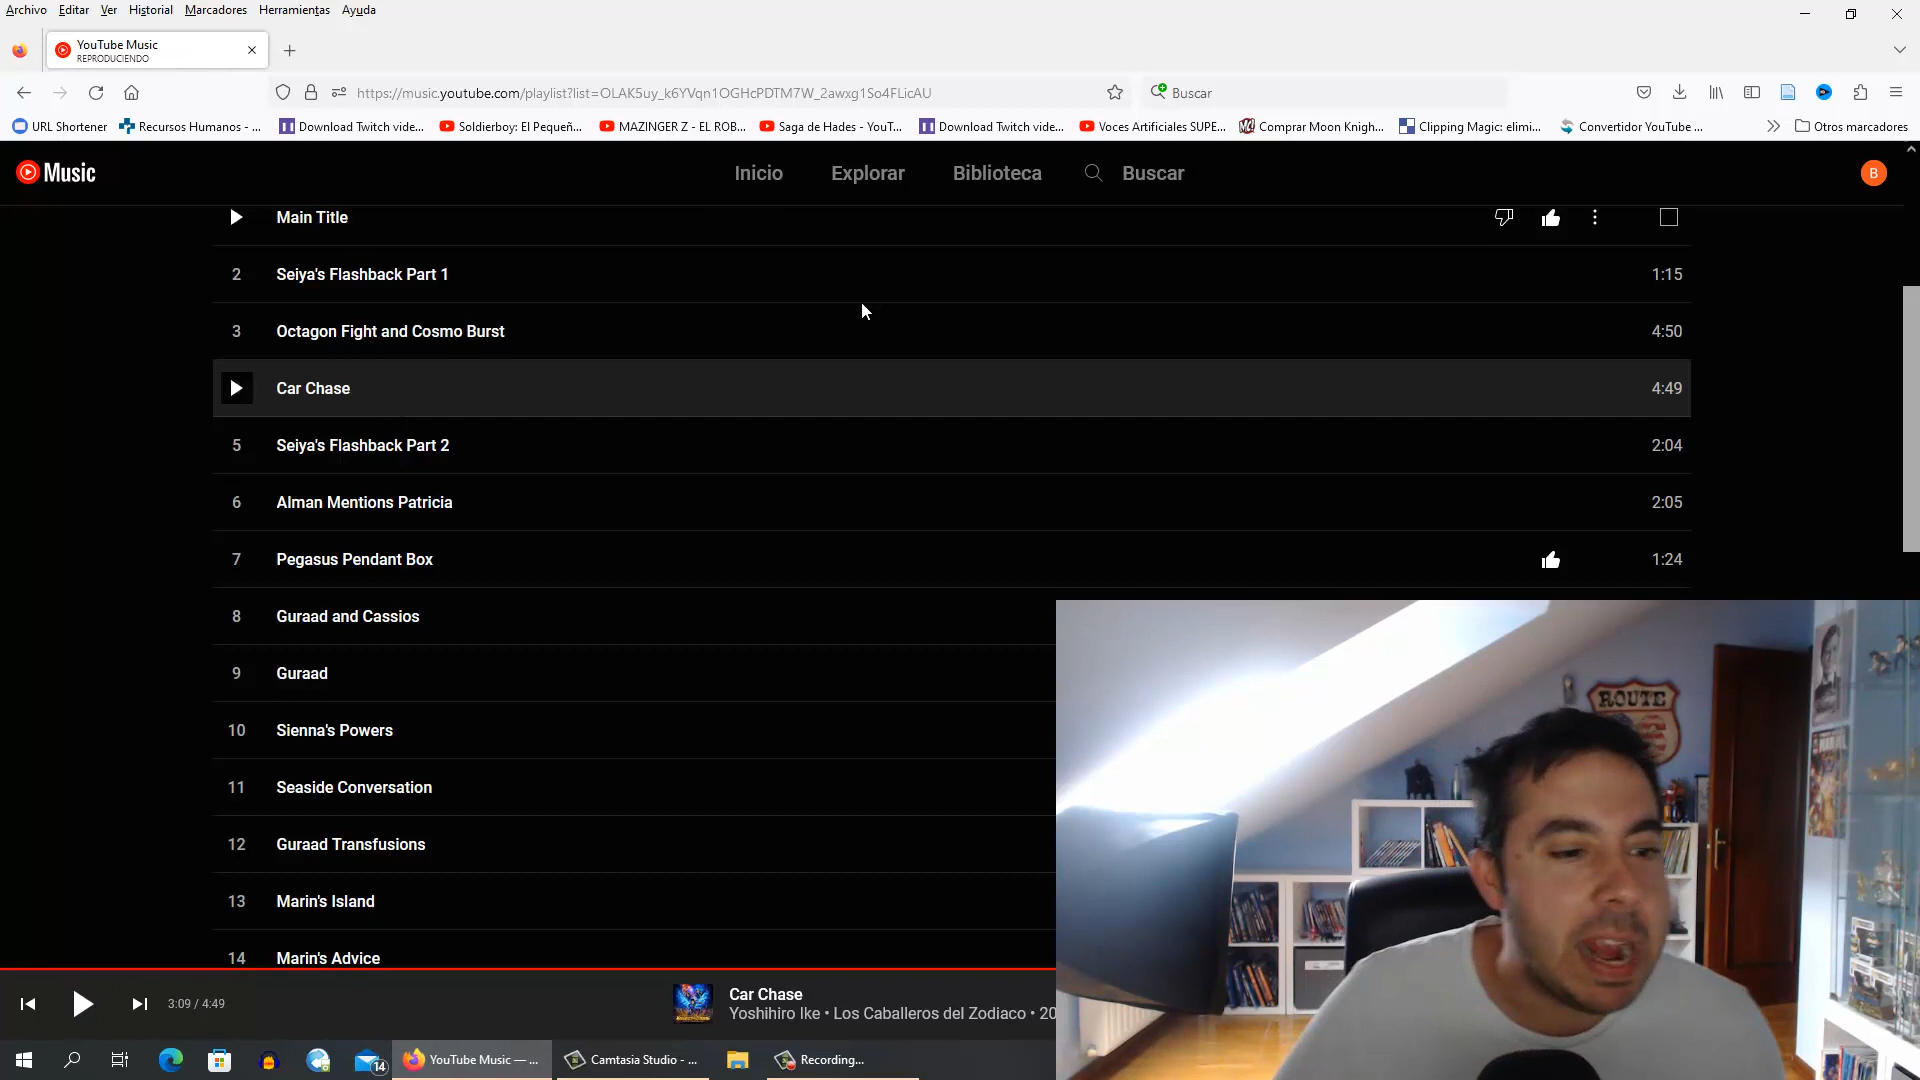 Archivo Editar Ver Historial Marcadores Herramientas Ayuda
YouTube Music
REPRODUCIENDO
https://music.youtube.com/playlist?list=OLAK5uy_k6YVqn1OGHcPDTM7W_2awxg1So4FLicAU
Buscar
URL Shortener Recursos Humanos - ... Download Twitch vide... Soldierboy: El Pequeñ... MAZINGER Z - EL ROB... Saga de Hades - YouT... Download Twitch vide... Voces Artificiales SUPE... Comprar Moon Knigh... Clipping Magic: elimi... Convertidor YouTube ... Otros marcadores
Music Inicio Explorar Biblioteca Buscar B
Main Title
2 Seiya's Flashback Part 1 1:15
3 Octagon Fight and Cosmo Burst 4:50
Car Chase 4:49
5 Seiya's Flashback Part 2 2:04
6 Alman Mentions Patricia 2:05
7 Pegasus Pendant Box 1:24
8 Guraad and Cassios
9 Guraad
10 Sienna's Powers
11 Seaside Conversation
12 Guraad Transfusions
13 Marin's Island
14 Marin's Advice
ROUTE
3:09 / 4:49
Car Chase
Yoshihiro Ike • Los Caballeros del Zodiaco • 20
14 YouTube Music — ... Camtasia Studio - ... Recording...